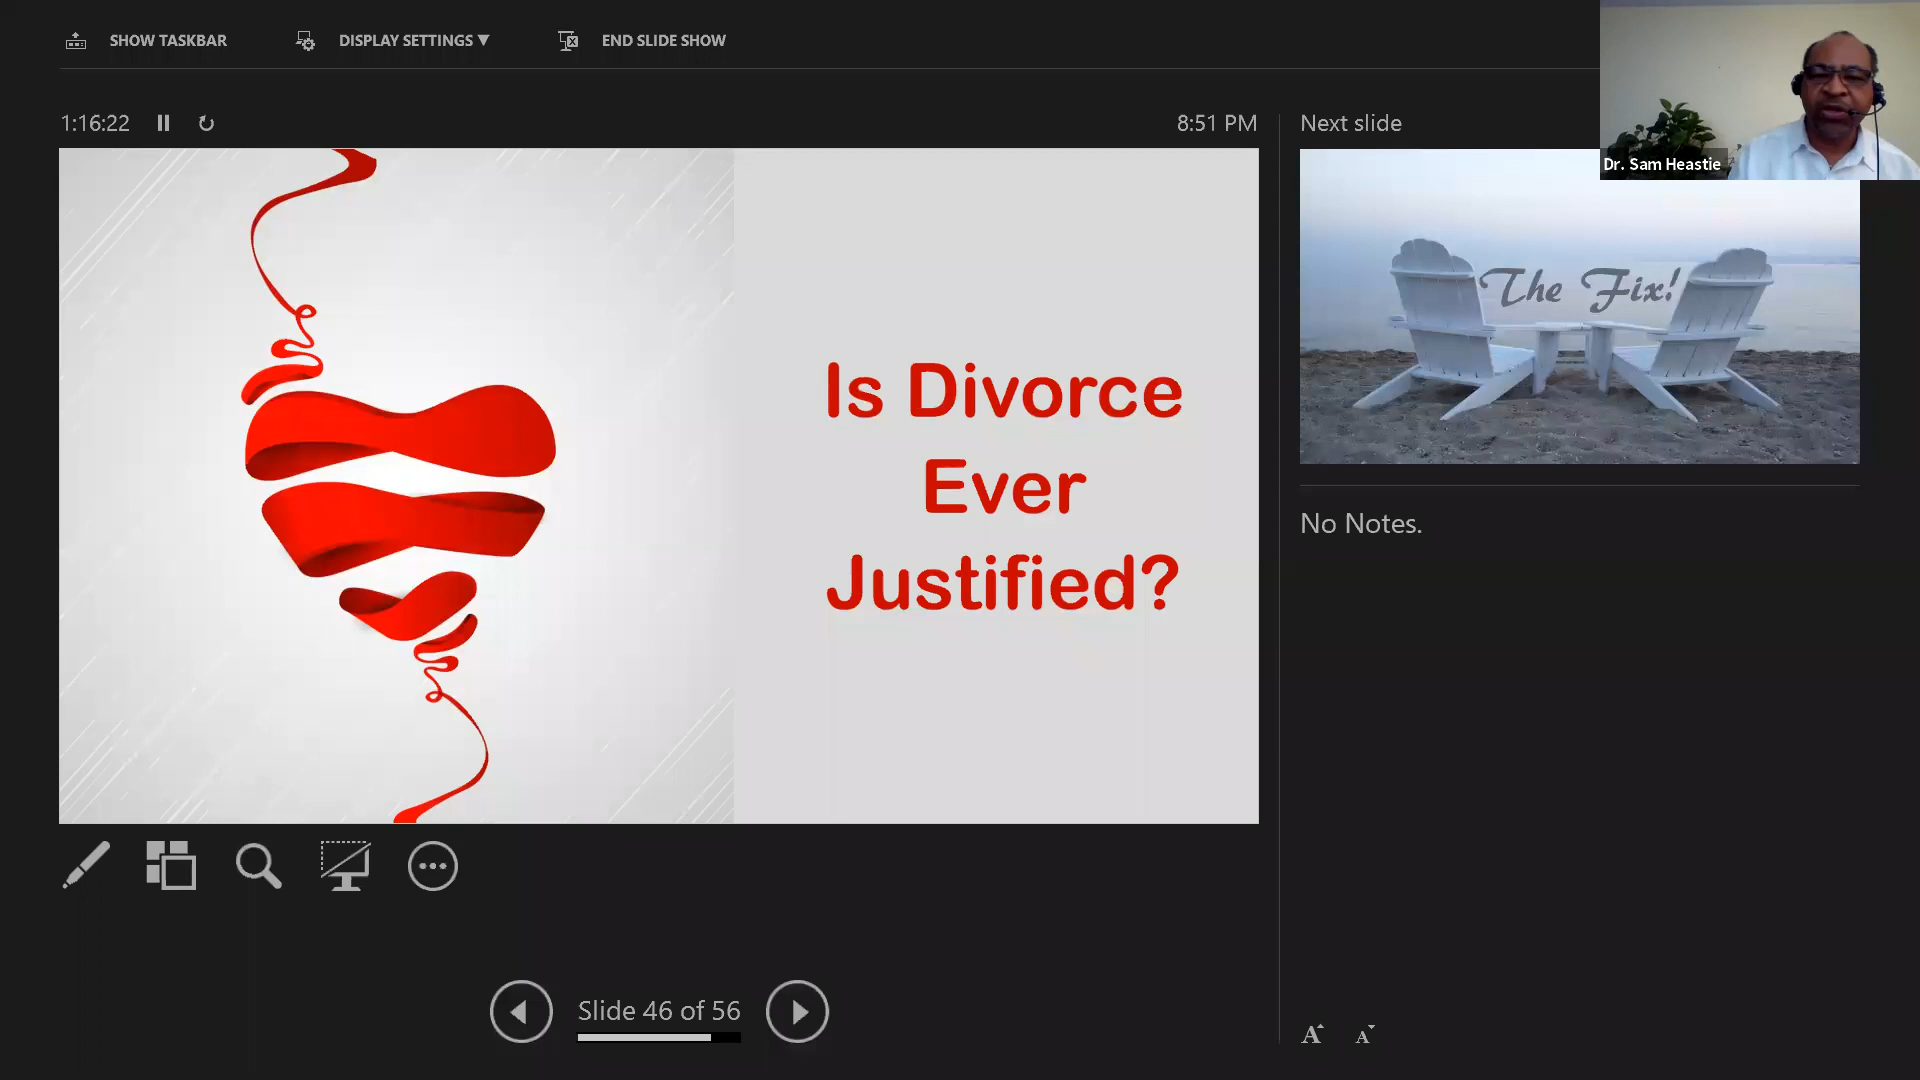 SHOW TASKBAR
DISPLAY SETTINGS ▼
END SLIDE SHOW
1:16:22
8:51 PM
Next slide
Dr. Sam Heastie
Is Divorce
Ever
Justified?
The Fix!
No Notes.
Slide 46 of 56
A
A